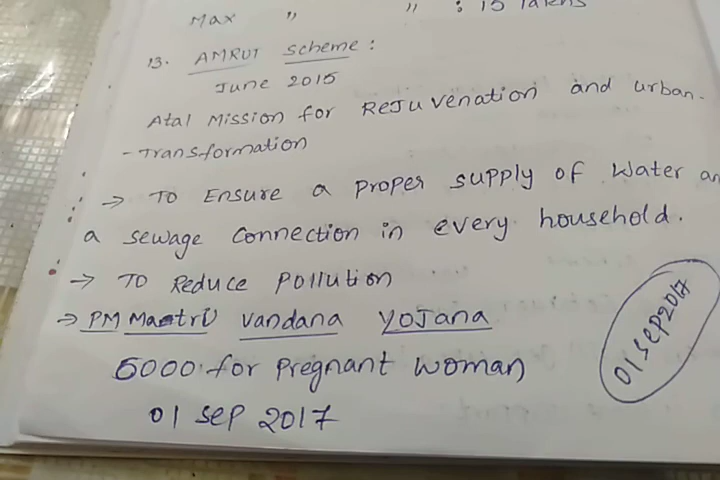 Max " " : 15 lakhs
13. AMRUT Scheme :
June 2015
Atal Mission for Rejuvenation and urban-
- Transformation
→ To Ensure a proper supply of Water an
a sewage connection in every household.
→ To Reduce pollution
→ PM Maatru Vandana Yojana
6000 for pregnant woman
01 sep 2017
01 sep 2017